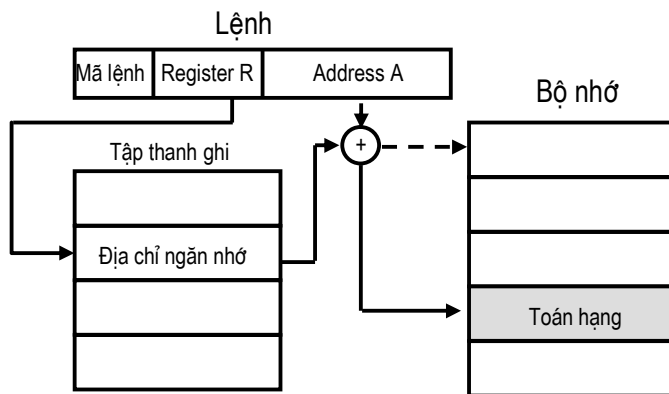 Lệnh
Mã lệnh Register R Address A
Bộ nhớ
Tập thanh ghi
+
Địa chỉ ngăn nhớ
Toán hạng